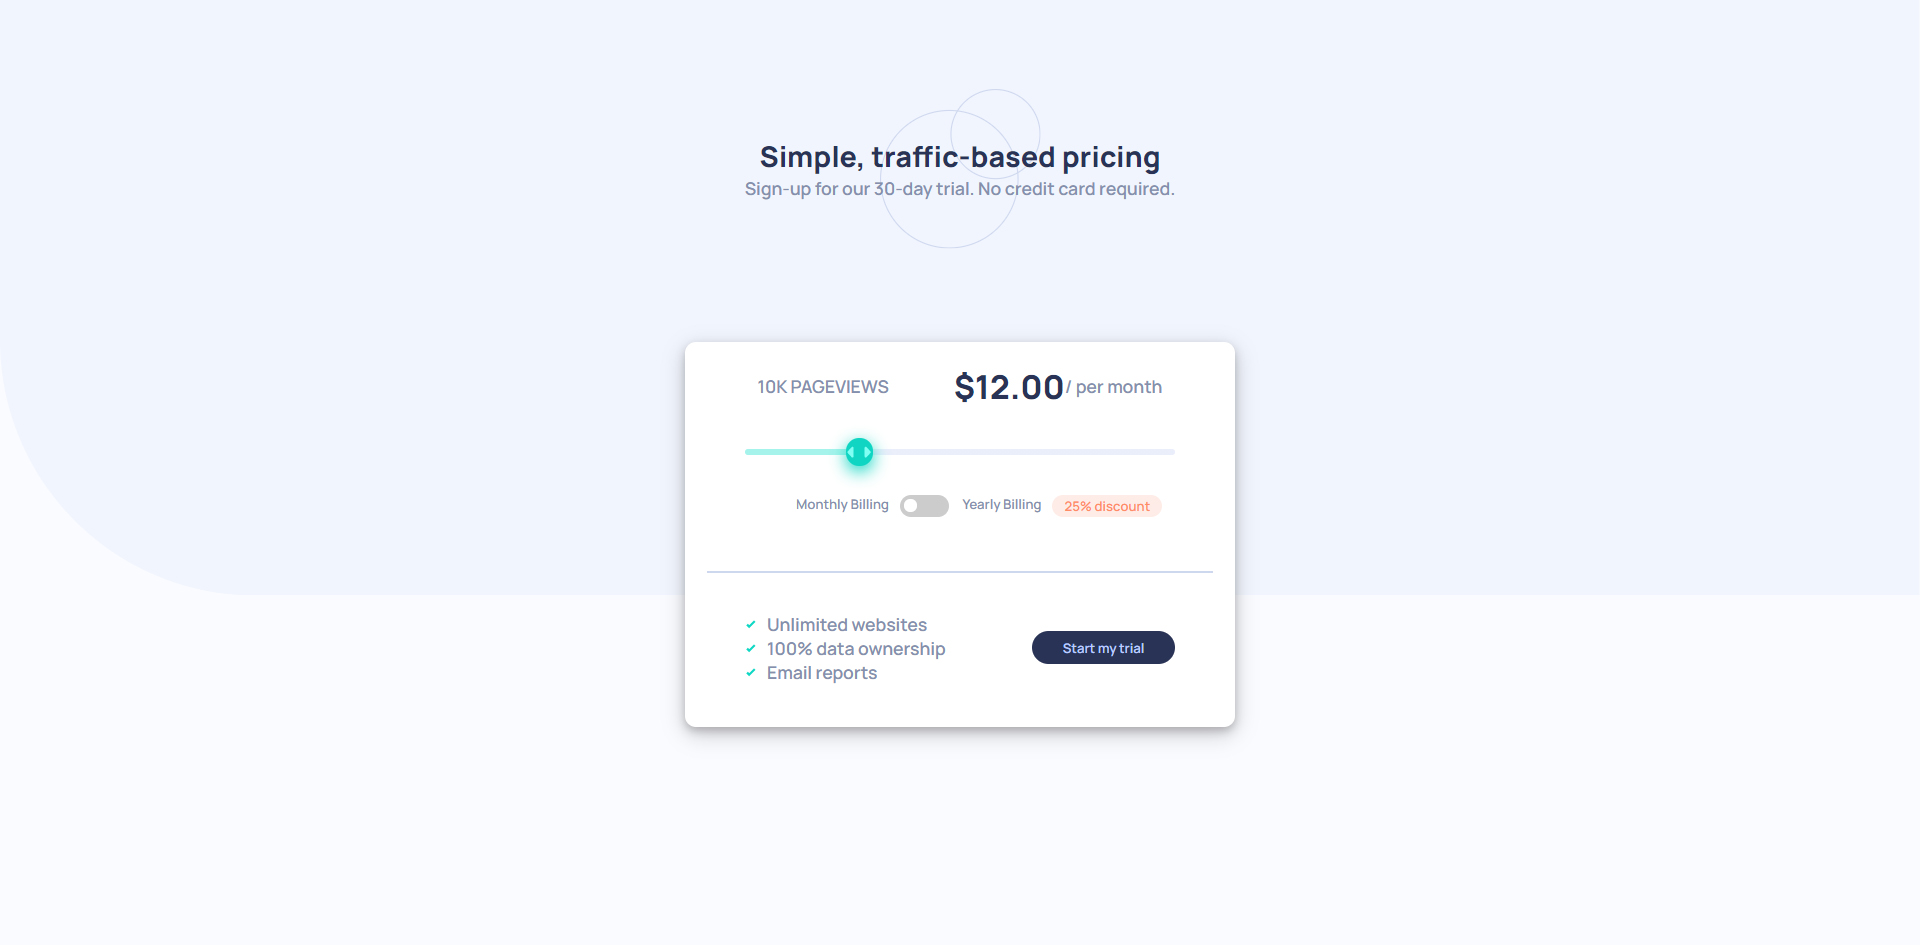 Simple, traffic-based pricing
Sign-up for our 30-day trial. No credit card required.
10K PAGEVIEWS
$12.00/ per month
Monthly Billing
Yearly Billing
25% discount
Unlimited websites
100% data ownership
Email reports
Start my trial